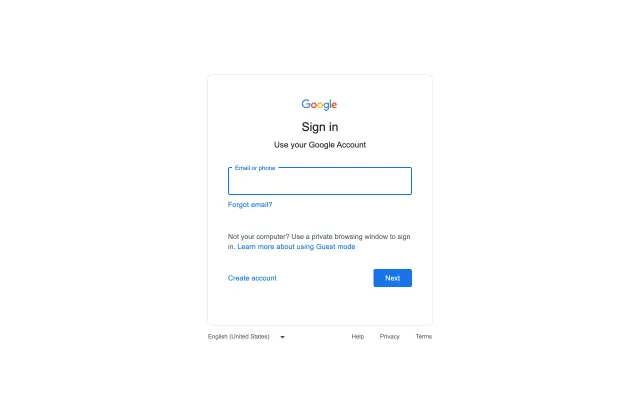 Google
Sign in
Use your Google Account
Email or phone
Forgot email?
Not your computer? Use a private browsing window to sign
in. Learn more about using Guest mode
Create account
Next
English (United States)
Help
Privacy
Terms